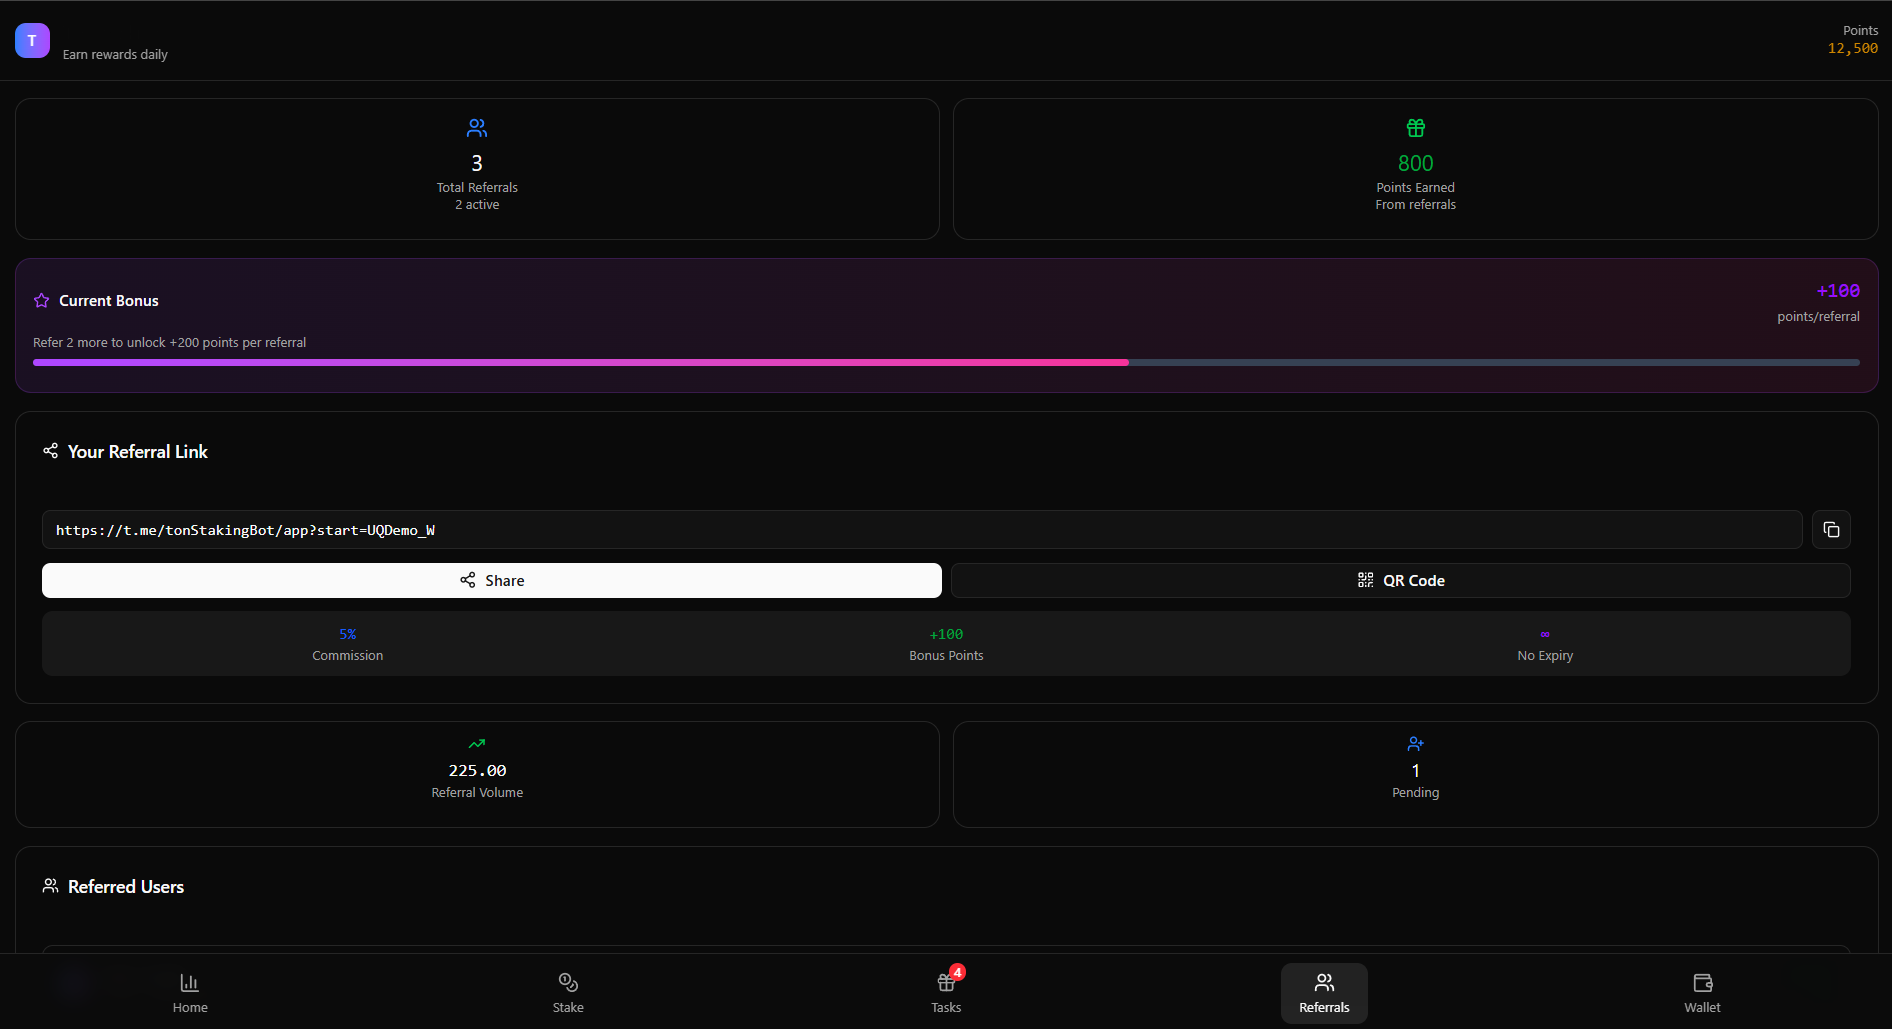 T
Earn rewards daily
Points
12,500
3
Total Referrals
2 active
800
Points Earned
From referrals
Current Bonus
+100
points/referral
Refer 2 more to unlock +200 points per referral
Your Referral Link
https://t.me/tonStakingBot/app?start=UQDemo_W
Share
QR Code
5%
Commission
+100
Bonus Points
∞
No Expiry
225.00
Referral Volume
1
Pending
Referred Users
Home
Stake
4
Tasks
Referrals
Wallet